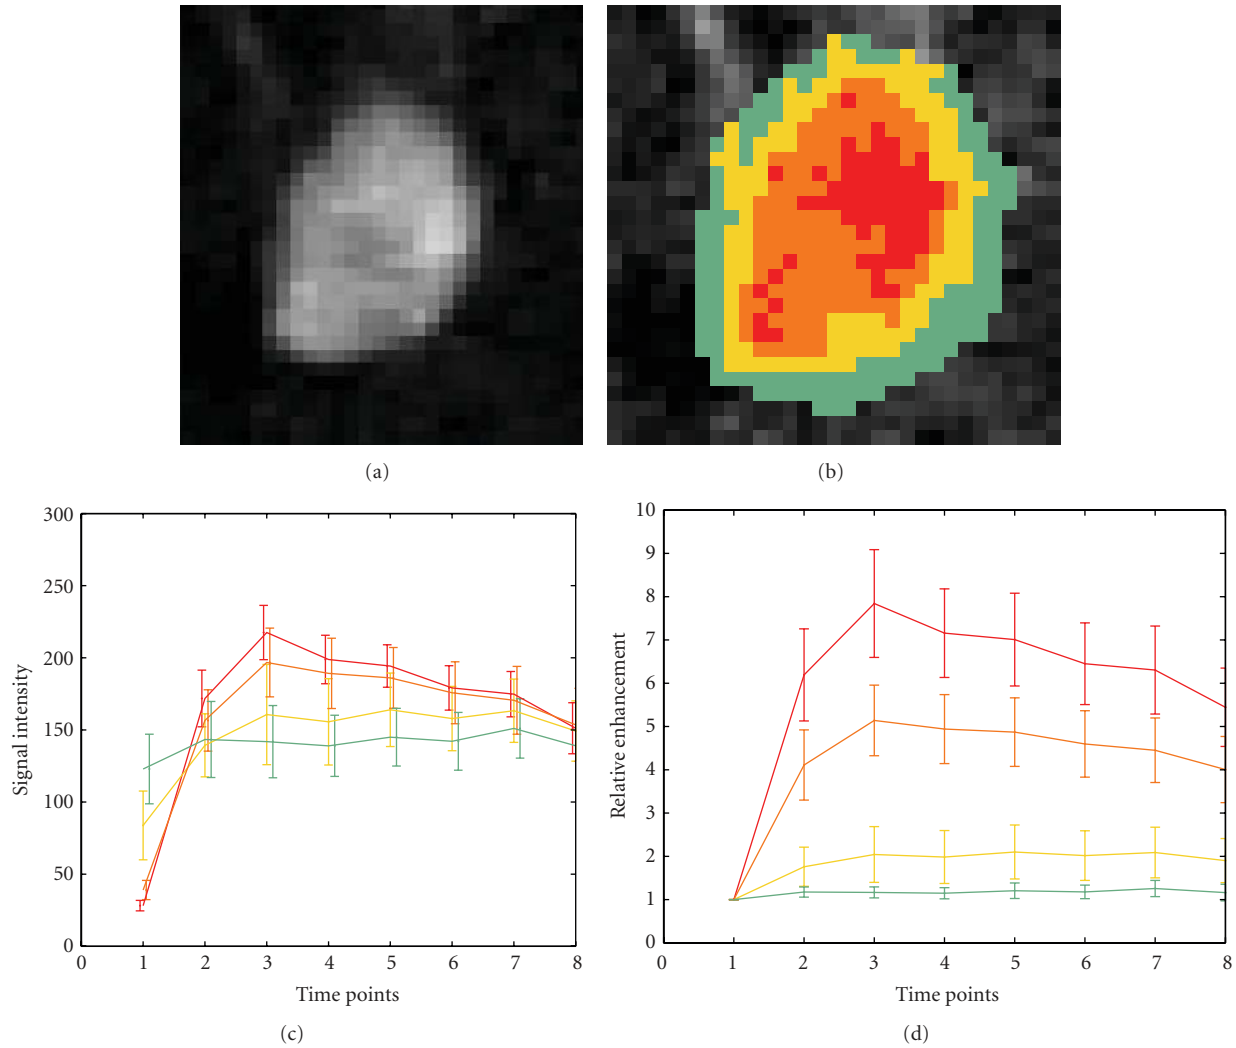 (a)
(b)
300
250
200
150
100
50
0
Signal intensity
0 1 2 3 4 5 6 7 8
Time points
(c)
10
9
8
7
6
5
4
3
2
1
0
Relative enhancement
0 1 2 3 4 5 6 7 8
Time points
(d)